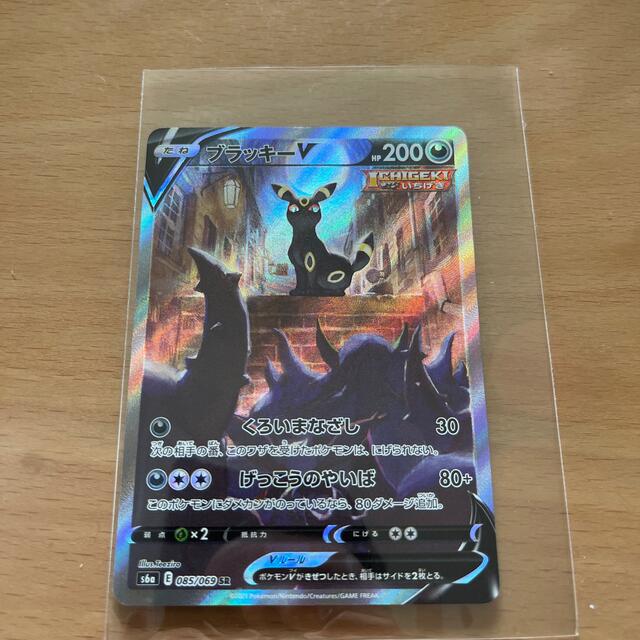 たね ブラッキーV HP 200
ICHIGEKI
いちげき
くろいまなざし 30
次の相手の番、このワザを受けたポケモンは、にげられない。
げっこうのやいば 80+
このポケモンにダメカンがのっているなら、80ダメージ追加。
弱点 ×2 抵抗力 にげる
Illus.Teeziro
Vルール
s6a E 085/069 SR
ポケモンVがきぜつしたとき、相手はサイドを2枚とる。
©2021 Pokémon/Nintendo/Creatures/GAME FREAK